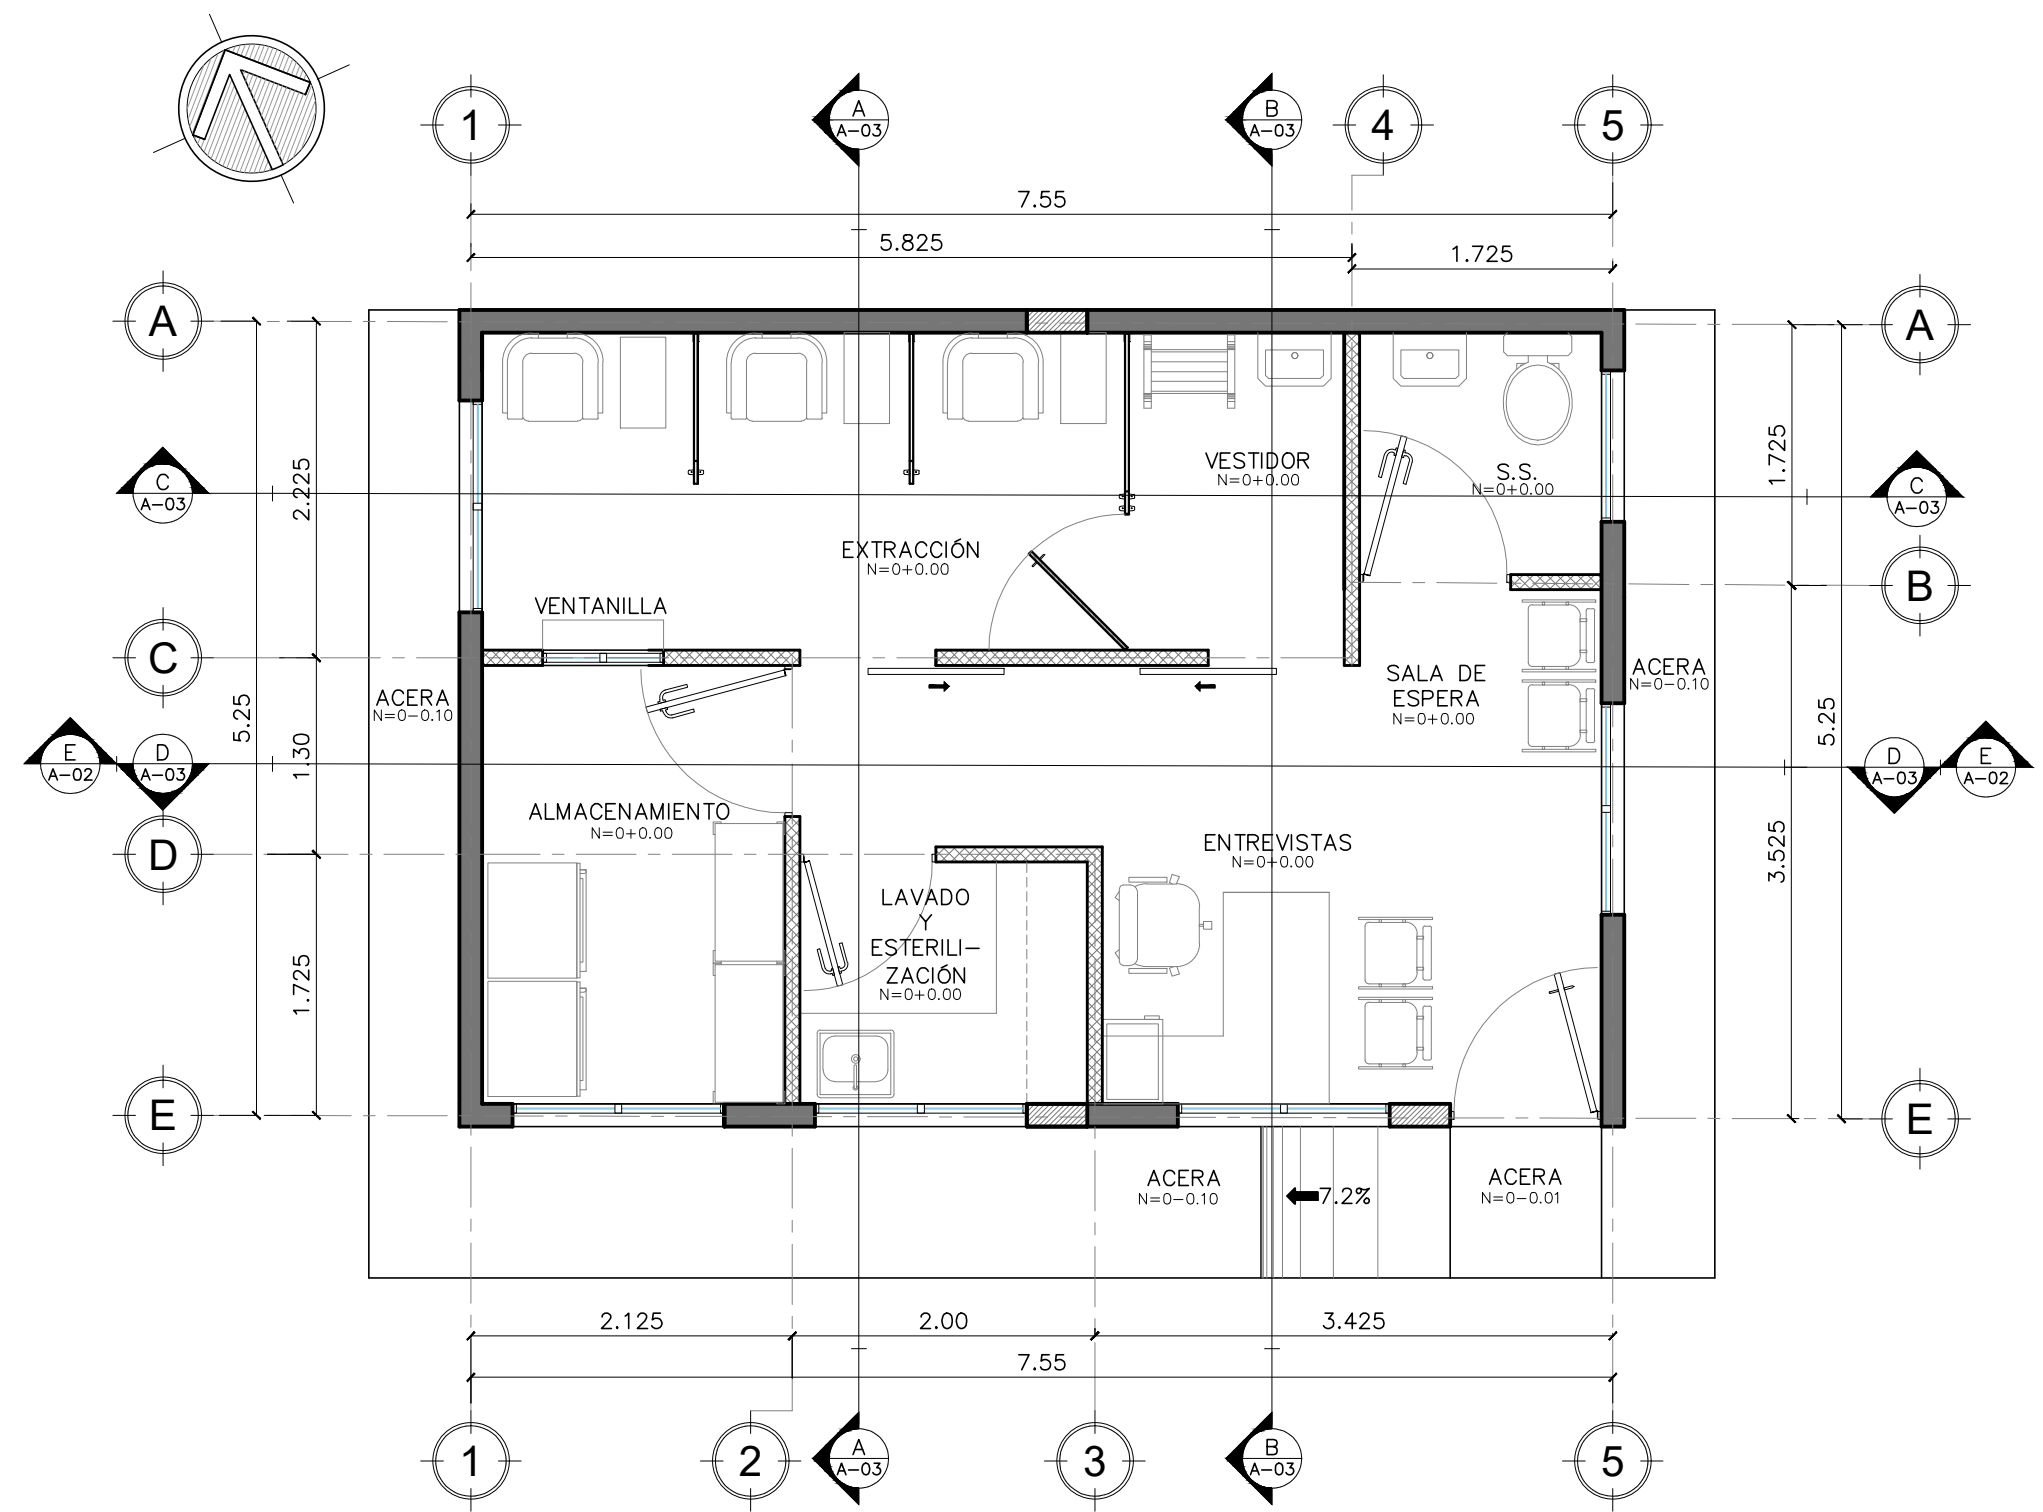 1
A
A-03
B
A-03
4
5
7.55
5.825
1.725
A
A
VESTIDOR
N=0+0.00
S.S.
N=0+0.00
2.225
1.725
C
A-03
C
A-03
EXTRACCIÓN
N=0+0.00
B
VENTANILLA
C
ACERA
N=0-0.10
SALA DE
ESPERA
N=0+0.00
ACERA
N=0-0.10
5.25
1.30
5.25
E
A-02
D
A-03
D
A-03
E
A-02
ALMACENAMIENTO
N=0+0.00
D
ENTREVISTAS
N=0+0.00
3.525
LAVADO
Y
ESTERILI-
ZACIÓN
N=0+0.00
1.725
E
E
ACERA
N=0-0.10
7.2%
ACERA
N=0-0.01
2.125
2.00
3.425
7.55
1
2
A
A-03
3
B
A-03
5